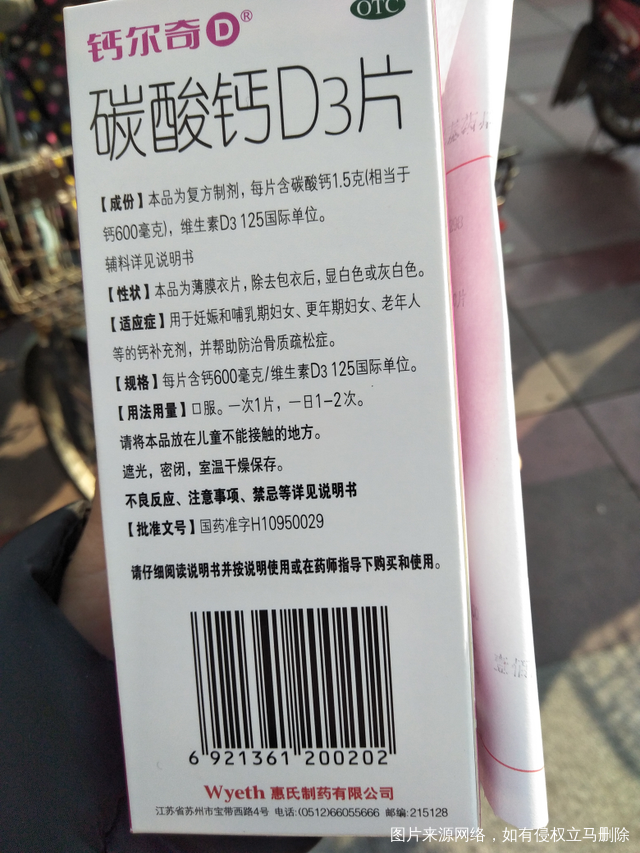 OTC
钙尔奇D®
碳酸钙D3片
【成份】本品为复方制剂，每片含碳酸钙1.5克(相当于
钙600毫克)，维生素D3 125国际单位。
辅料详见说明书
【性状】本品为薄膜衣片，除去包衣后，显白色或灰白色。
【适应症】用于妊娠和哺乳期妇女、更年期妇女、老年人
等的钙补充剂，并帮助防治骨质疏松症。
【规格】每片含钙600毫克/维生素D3 125国际单位。
【用法用量】口服。一次1片，一日1-2次。
请将本品放在儿童不能接触的地方。
遮光，密闭，室温干燥保存。
不良反应、注意事项、禁忌等详见说明书
【批准文号】国药准字H10950029
请仔细阅读说明书并按说明使用或在药师指导下购买和使用。
6 921361 200202
Wyeth 惠氏制药有限公司
江苏省苏州市宝带西路4号 电话:(0512)66055666 邮编:215128
壹佰
图片来源网络，如有侵权立马删除